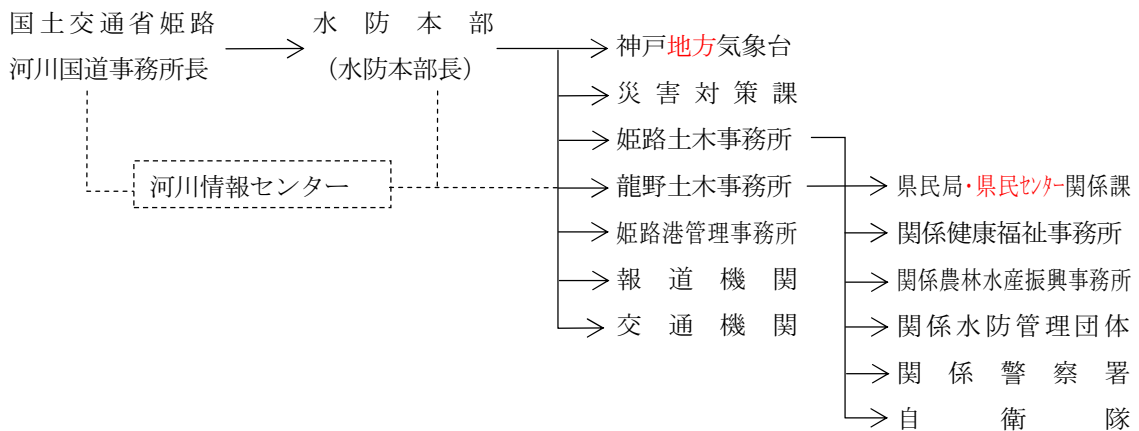 国土交通省姫路
河川国道事務所長
水防本部
（水防本部長）
河川情報センター
神戸地方気象台
災害対策課
姫路土木事務所
龍野土木事務所
姫路港管理事務所
報道機関
交通機関
県民局・県民ｾﾝﾀｰ関係課
関係健康福祉事務所
関係農林水産振興事務所
関係水防管理団体
関係警察署
自衛隊